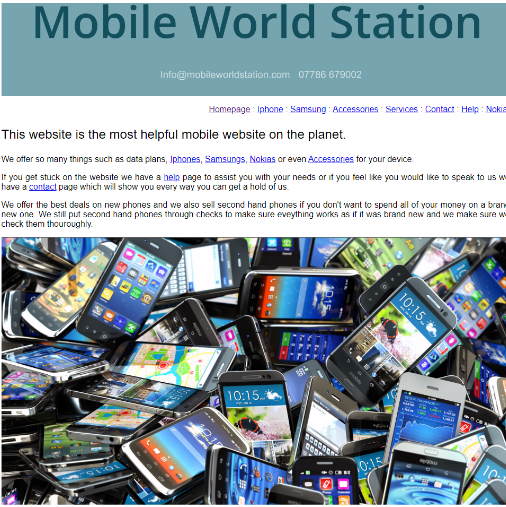 Mobile World Station
Info@mobileworldstation.com 07786 679002
Homepage : Iphone : Samsung : Accessories : Services : Contact : Help : Nokia
This website is the most helpful mobile website on the planet.
We offer so many things such as data plans, Iphones, Samsungs, Nokias or even Accessories for your device.
If you get stuck on the website we have a help page to assist you with your needs or if you feel like you would like to speak to us we
have a contact page which will show you every way you can get a hold of us.
We offer the best deals on new phones and we also sell second hand phones if you don't want to spend all of your money on a brand
new one. We still put second hand phones through checks to make sure eveything works as if it was brand new and we make sure we
check them thouroughly.
10:15
10:15
10:15
10:15